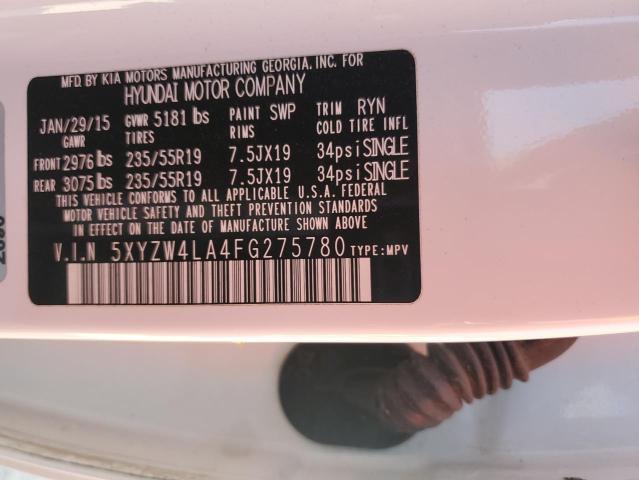 MFD. BY KIA MOTORS MANUFACTURING GEORGIA, INC. FOR
HYUNDAI MOTOR COMPANY
JAN/29/15 GVWR 5181 lbs PAINT SWP TRIM RYN
GAWR TIRES RIMS COLD TIRE INFL
FRONT 2976 lbs 235/55R19 7.5JX19 34psi SINGLE
REAR 3075 lbs 235/55R19 7.5JX19 34psi SINGLE
THIS VEHICLE CONFORMS TO ALL APPLICABLE U.S.A. FEDERAL
MOTOR VEHICLE SAFETY AND THEFT PREVENTION STANDARDS
IN EFFECT ON THE DATE OF MANUFACTURE SHOWN ABOVE.
V.I.N 5XYZW4LA4FG275780 TYPE:MPV